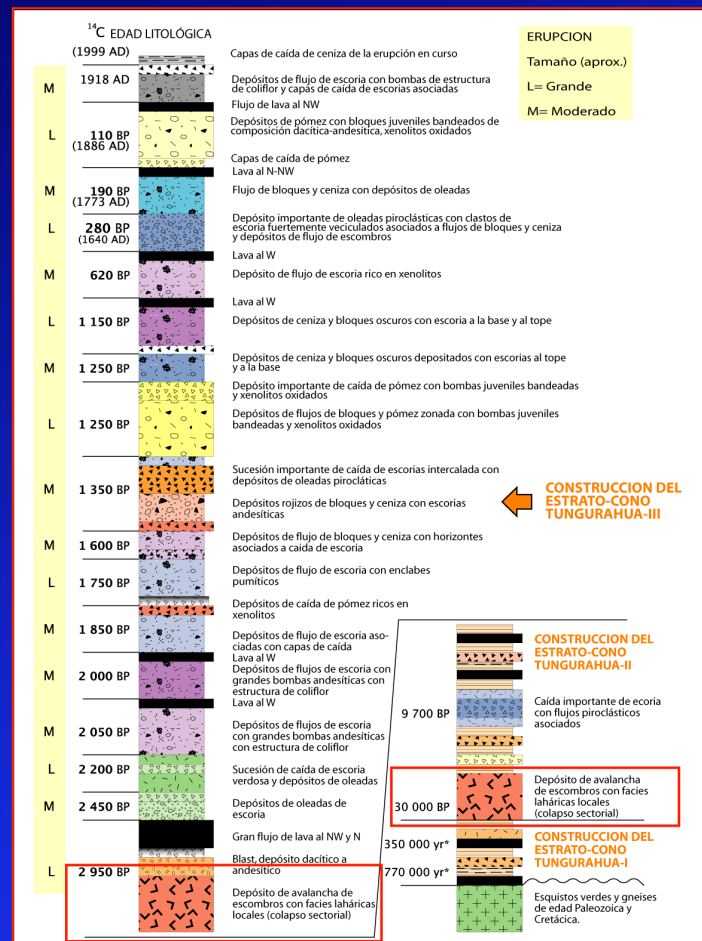 14C EDAD LITOLÓGICA
(1999 AD)
Capas de caída de ceniza de la erupción en curso
ERUPCION
Tamaño (aprox.)
L= Grande
M= Moderado
M
1918 AD
Depósitos de flujo de escoria con bombas de estructura
de coliflor y capas de caída de escorias asociadas
Flujo de lava al NW
L
110 BP
(1886 AD)
Depósitos de pómez con bloques juveniles bandeados de
composición dacítica-andesítica, xenolitos oxidados
Capas de caída de pómez
Lava al N-NW
M
190 BP
(1773 AD)
Flujo de bloques y ceniza con depósitos de oleadas
L
280 BP
(1640 AD)
Depósito importante de oleadas piroclásticas con clastos de
escoria fuertemente veciculados asociados a flujos de bloques y ceniza
y depósitos de flujo de escombros
Lava al W
M
620 BP
Depósito de flujo de escoria rico en xenolitos
Lava al W
L
1 150 BP
Depósitos de ceniza y bloques oscuros con escoria a la base y al tope
M
1 250 BP
Depósitos de ceniza y bloques oscuros depositados con escorias al tope
y a la base
Depósito importante de caída de pómez con bombas juveniles bandeadas
y xenolitos oxidados
L
1 250 BP
Depósitos de flujos de bloques y pómez zonada con bombas juveniles
bandeadas y xenolitos oxidados
M
1 350 BP
Sucesión importante de caída de escorias intercalada con
depósitos de oleadas pirocláticas
Depósitos rojizos de bloques y ceniza con escorias
andesíticas
CONSTRUCCION DEL
ESTRATO-CONO
TUNGURAHUA-III
M
1 600 BP
Depósitos de flujo de bloques y ceniza con horizontes
asociados a caida de escoria
L
1 750 BP
Depósitos de flujo de escoria con enclabes
pumíticos
Depósitos de caída de pómez ricos en
xenolitos
M
1 850 BP
Depósitos de flujo de escoria aso-
ciadas con capas de caída
Lava al W
M
2 000 BP
Depósitos de flujos de escoria con
grandes bombas andesíticas con
estructura de coliflor
Lava al W
M
2 050 BP
Depósitos de flujos de escoria
con grandes bombas andesíticas
con estructura de coliflor
L
2 200 BP
Sucesión de caída de escoria
verdosa y depósitos de oleadas
M
2 450 BP
Depósitos de oleadas de
escoria
Gran flujo de lava al NW y N
Blast, depósito dacítico a
andesítico
L
2 950 BP
Depósito de avalancha de
escombros con facies laháricas
locales (colapso sectorial)
CONSTRUCCION DEL
ESTRATO-CONO
TUNGURAHUA-II
9 700 BP
Caída importante de ecoria
con flujos piroclásticos
asociados
30 000 BP
Depósito de avalancha
de escombros con facies
laháricas locales
(colapso sectorial)
350 000 yr*
CONSTRUCCION DEL
ESTRATO-CONO
TUNGURAHUA-I
770 000 yr*
Esquistos verdes y gneises
de edad Paleozoica y
Cretácica.